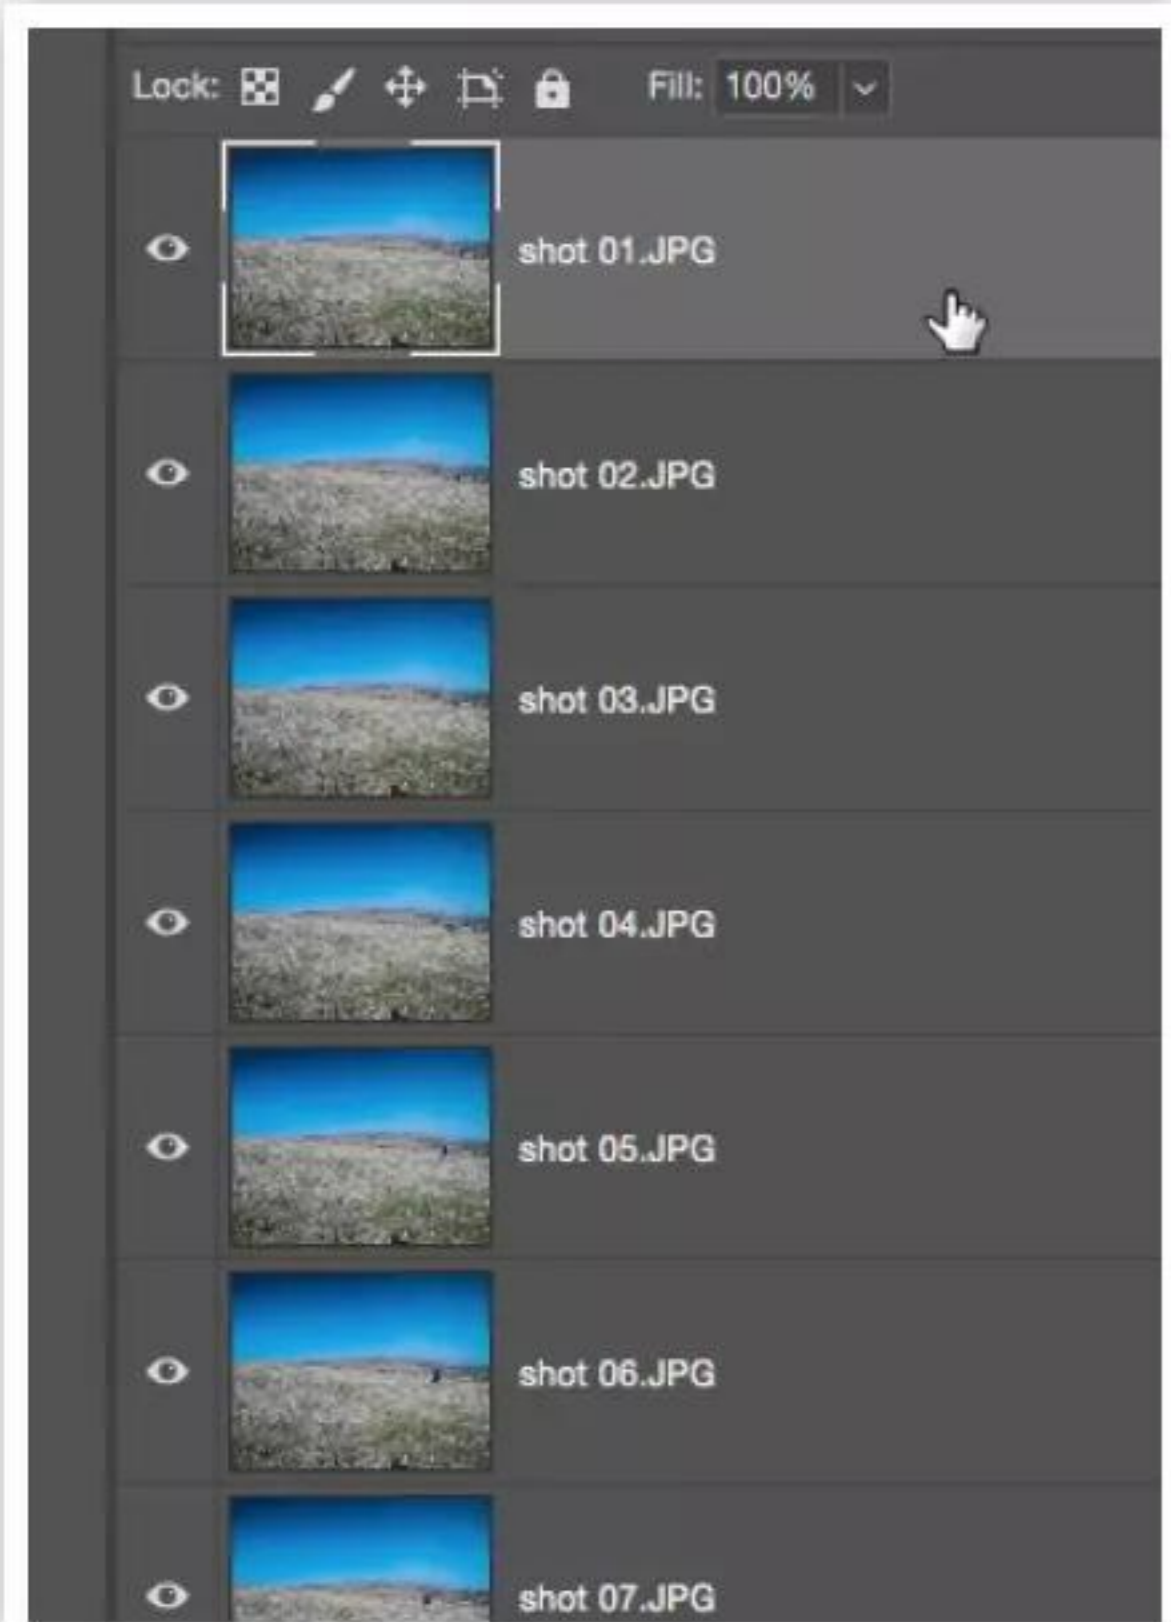 Lock: Fill: 100%
shot 01.JPG
shot 02.JPG
shot 03.JPG
shot 04.JPG
shot 05.JPG
shot 06.JPG
shot 07.JPG